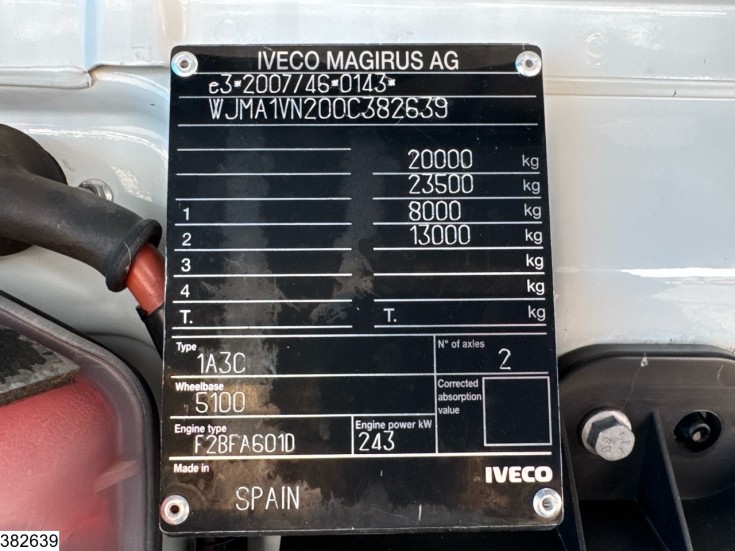 IVECO MAGIRUS AG
e3*2007/46*0143*
WJMA1VN200C382639
20000 kg
23500 kg
1 8000 kg
2 13000 kg
3 kg
4 kg
T. T. kg
Type 1A3C
N° of axles 2
Wheelbase 5100
Corrected absorption value
Engine type F2BFA601D
Engine power kW 243
Made in SPAIN
IVECO
382639